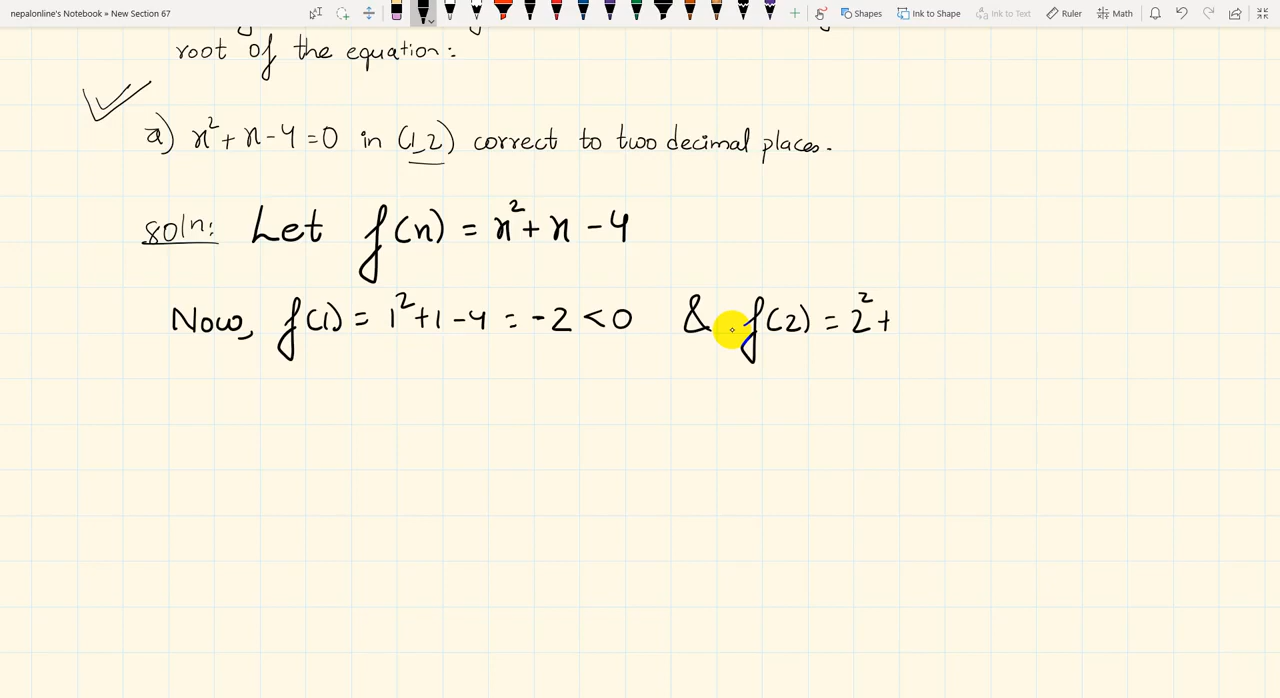 nepalonline's Notebook » New Section 67
Shapes Ink to Shape Ink to Text Ruler Math
root of the equation:
a) x² + x - 4 = 0 in (1, 2) correct to two decimal places.
soln: Let f(x) = x² + x - 4
Now, f(1) = 1² + 1 - 4 = -2 < 0 & f(2) = 2² +